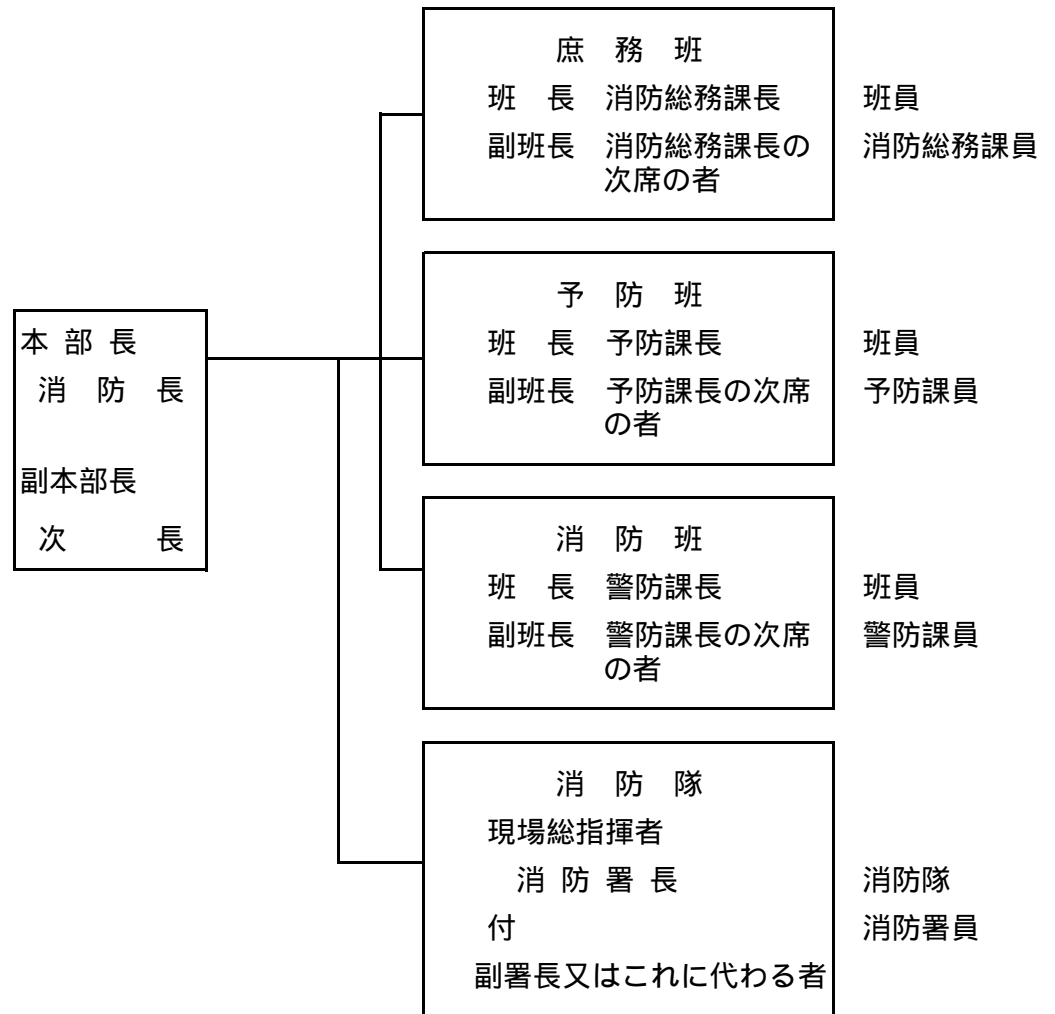 庶　務　班
班　長　消防総務課長
副班長　消防総務課長の
次席の者
班員
消防総務課員
予　防　班
班　長　予防課長
副班長　予防課長の次席
の者
班員
予防課員
本 部 長
消　防　長
副本部長
次　　　長
消　防　班
班　長　警防課長
副班長　警防課長の次席
の者
班員
警防課員
消　防　隊
現場総指揮者
消 防 署 長
付
副署長又はこれに代わる者
消防隊
消防署員